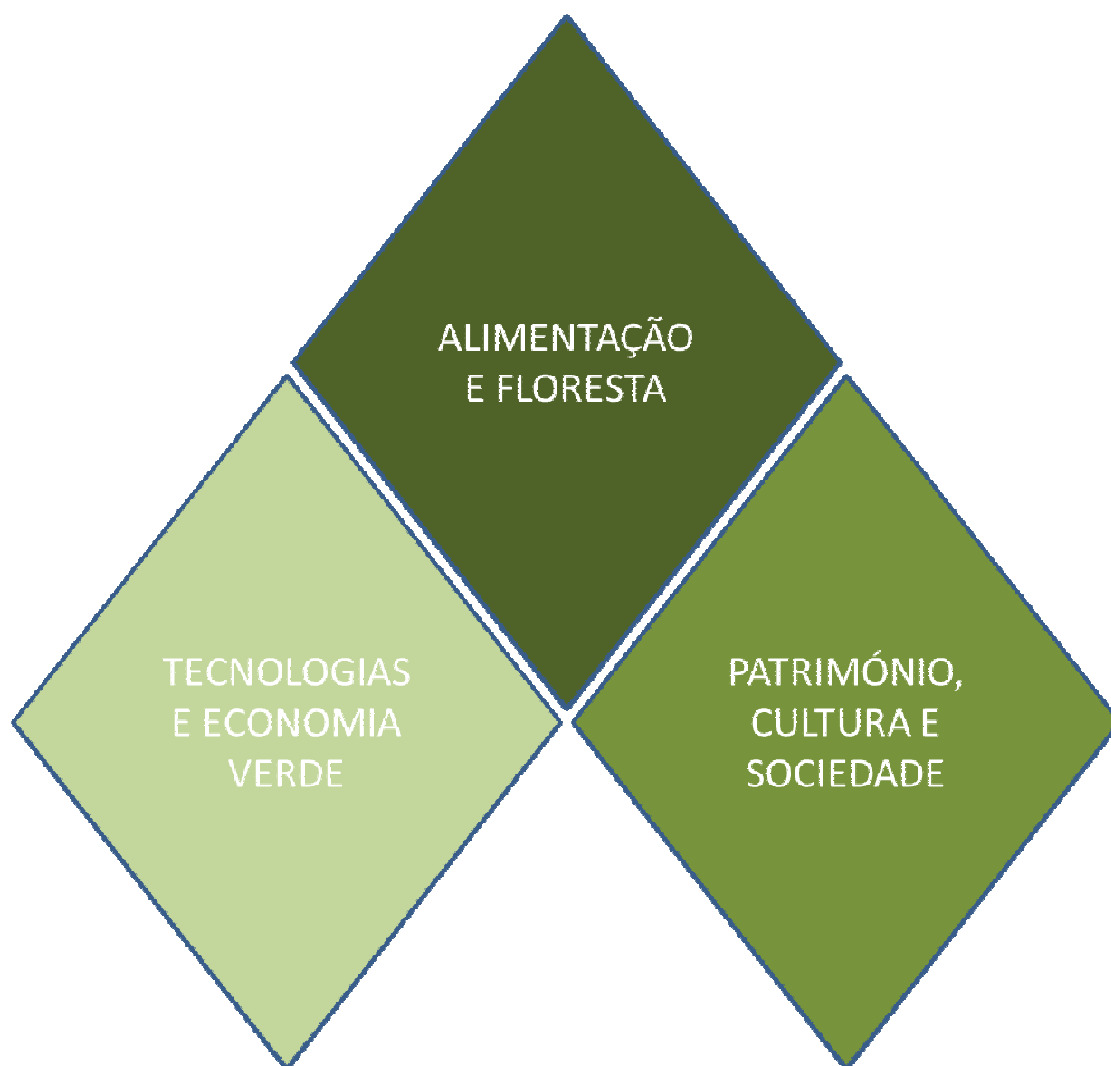 ALIMENTAÇÃO
E FLORESTA
TECNOLOGIAS
E ECONOMIA
VERDE
PATRIMÓNIO,
CULTURA E
SOCIEDADE